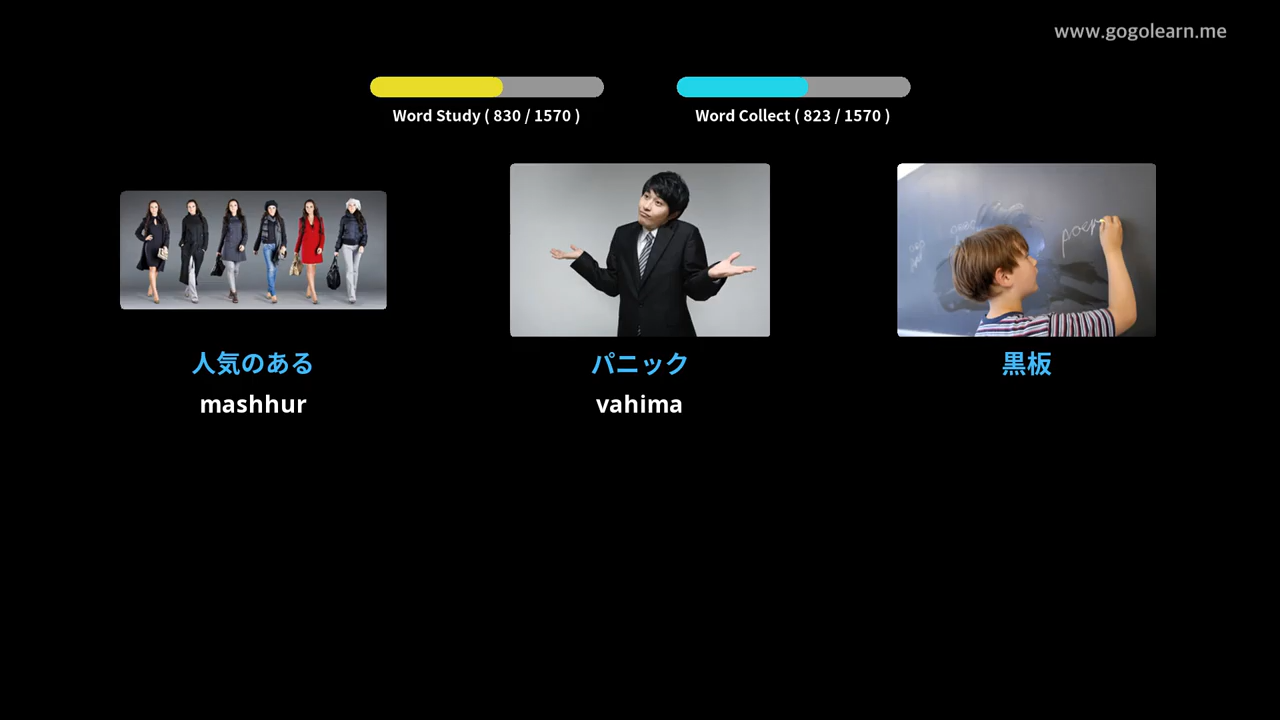 www.gogolearn.me
Word Study ( 830 / 1570 )
Word Collect ( 823 / 1570 )
人気のある
パニック
黒板
mashhur
vahima